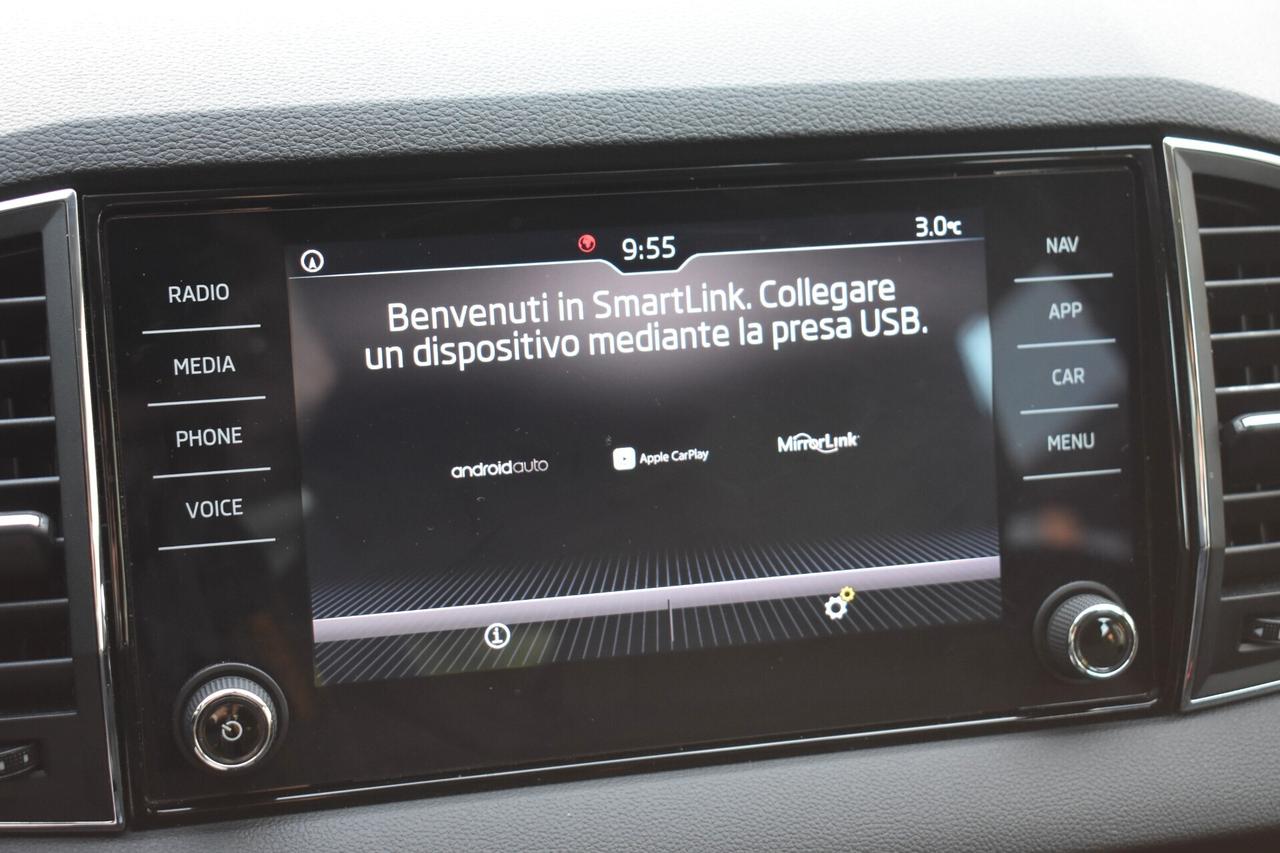 RADIO
MEDIA
PHONE
VOICE
9:55
3.0°C
Benvenuti in SmartLink. Collegare
un dispositivo mediante la presa USB.
androidauto
Apple CarPlay
MirrorLink
NAV
APP
CAR
MENU